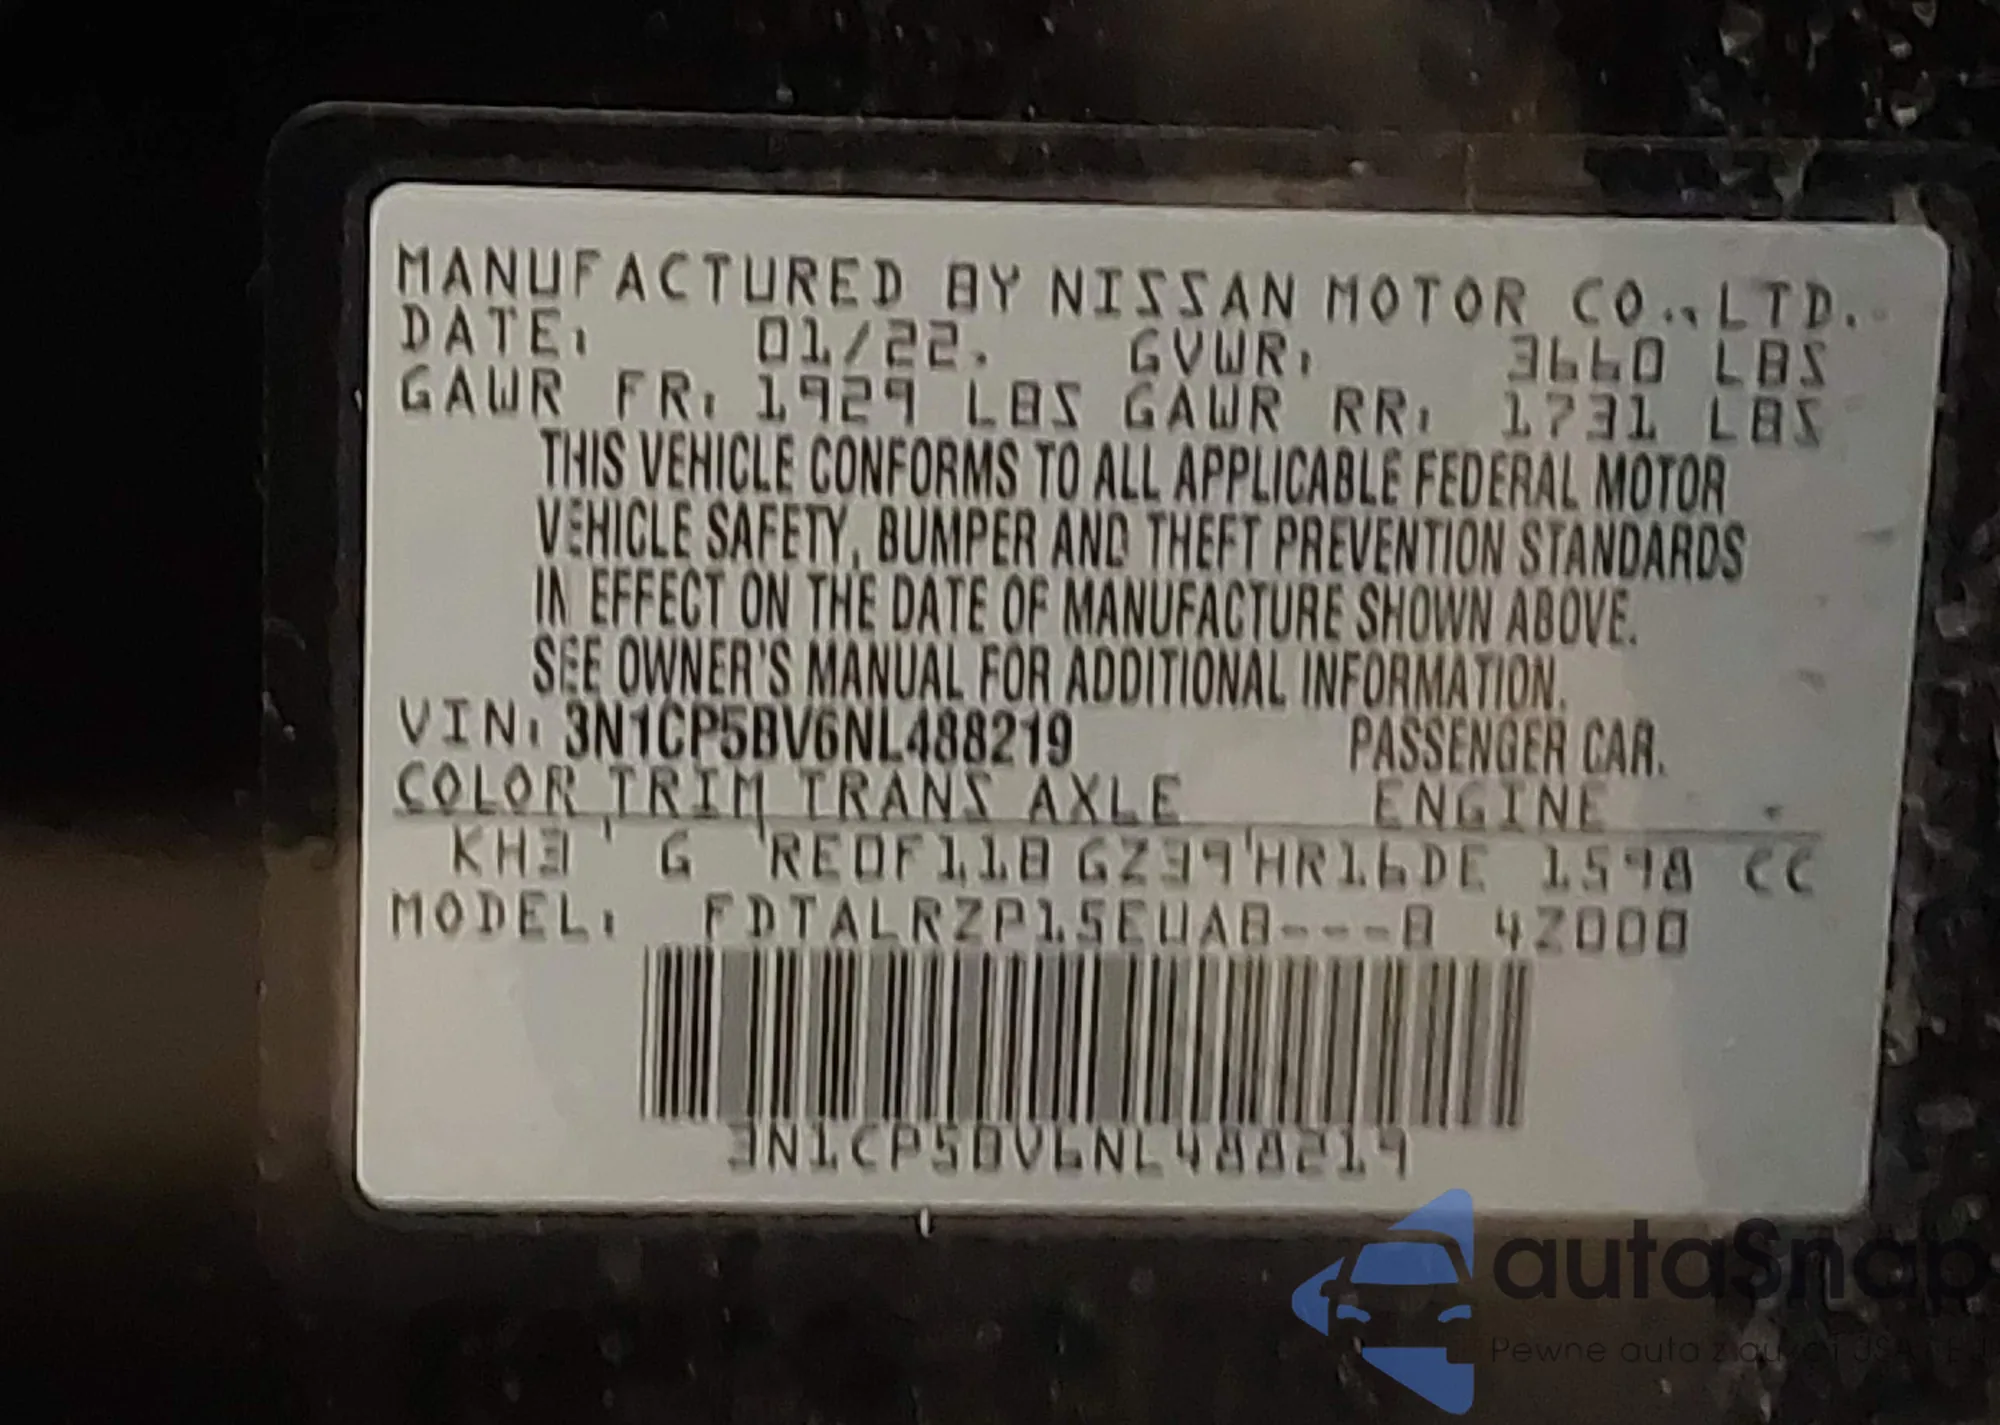 MANUFACTURED BY NISSAN MOTOR CO.,LTD.
DATE: 01/22. GVWR: 3660 LBS
GAWR FR: 1929 LBS GAWR RR: 1731 LBS
THIS VEHICLE CONFORMS TO ALL APPLICABLE FEDERAL MOTOR
VEHICLE SAFETY, BUMPER AND THEFT PREVENTION STANDARDS
IN EFFECT ON THE DATE OF MANUFACTURE SHOWN ABOVE.
SEE OWNER'S MANUAL FOR ADDITIONAL INFORMATION.
VIN: 3N1CP5BV6NL488219 PASSENGER CAR.
COLOR TRIM TRANS AXLE ENGINE
KH3 G RE0F11B GZ39 HR16DE 1598 CC
MODEL: FDTALRZP15EUAB---B 4Z000
3N1CP5BV6NL488219
autaSnap
Pewne auta z